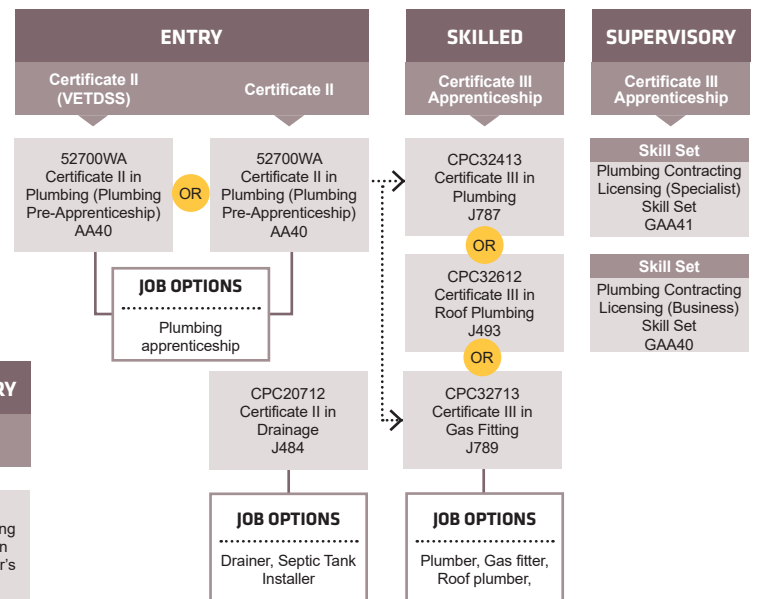 ENTRY
Certificate II
(VETDSS)
Certificate II
52700WA
Certificate II in
Plumbing (Plumbing
Pre-Apprenticeship)
AA40
OR
52700WA
Certificate II in
Plumbing (Plumbing
Pre-Apprenticeship)
AA40
JOB OPTIONS
Plumbing
apprenticeship
CPC20712
Certificate II in
Drainage
J484
JOB OPTIONS
Drainer, Septic Tank
Installer
SKILLED
Certificate III
Apprenticeship
CPC32413
Certificate III in
Plumbing
J787
OR
CPC32612
Certificate III in
Roof Plumbing
J493
OR
CPC32713
Certificate III in
Gas Fitting
J789
JOB OPTIONS
Plumber, Gas fitter,
Roof plumber,
SUPERVISORY
Certificate III
Apprenticeship
Skill Set
Plumbing Contracting
Licensing (Specialist)
Skill Set
GAA41
Skill Set
Plumbing Contracting
Licensing (Business)
Skill Set
GAA40